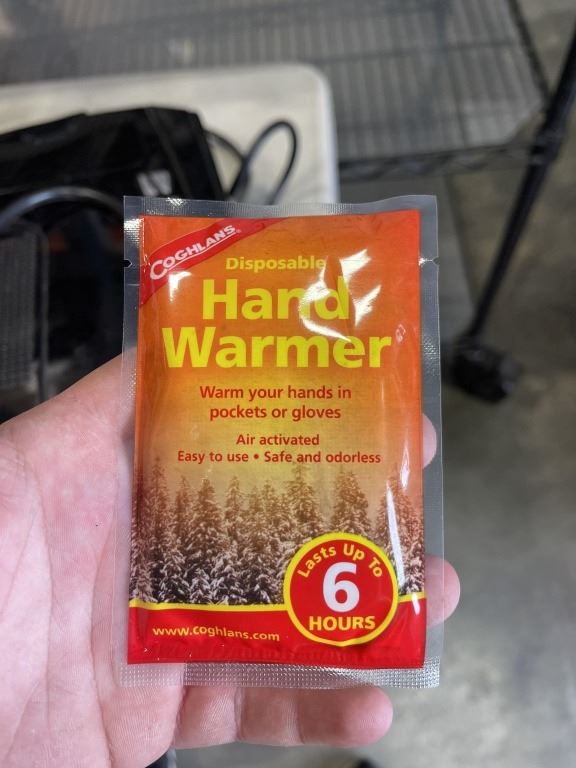 COGHLANS®
Disposable
Hand
Warmer
Warm your hands in
pockets or gloves
Air activated
Easy to use • Safe and odorless
Lasts Up To
6
HOURS
www.coghlans.com